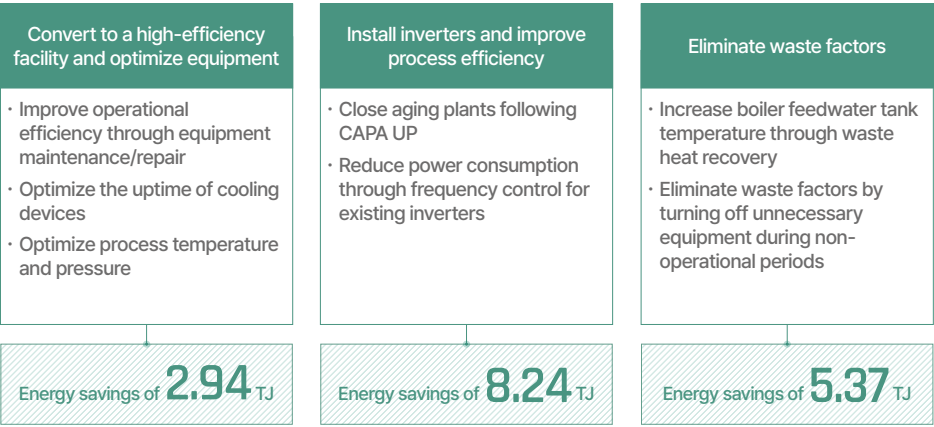 Convert to a high-efficiency
facility and optimize equipment
· Improve operational
efficiency through equipment
maintenance/repair
· Optimize the uptime of cooling
devices
· Optimize process temperature
and pressure
Energy savings of 2.94 TJ
Install inverters and improve
process efficiency
· Close aging plants following
CAPA UP
· Reduce power consumption
through frequency control for
existing inverters
Energy savings of 8.24 TJ
Eliminate waste factors
· Increase boiler feedwater tank
temperature through waste
heat recovery
· Eliminate waste factors by
turning off unnecessary
equipment during non-
operational periods
Energy savings of 5.37 TJ